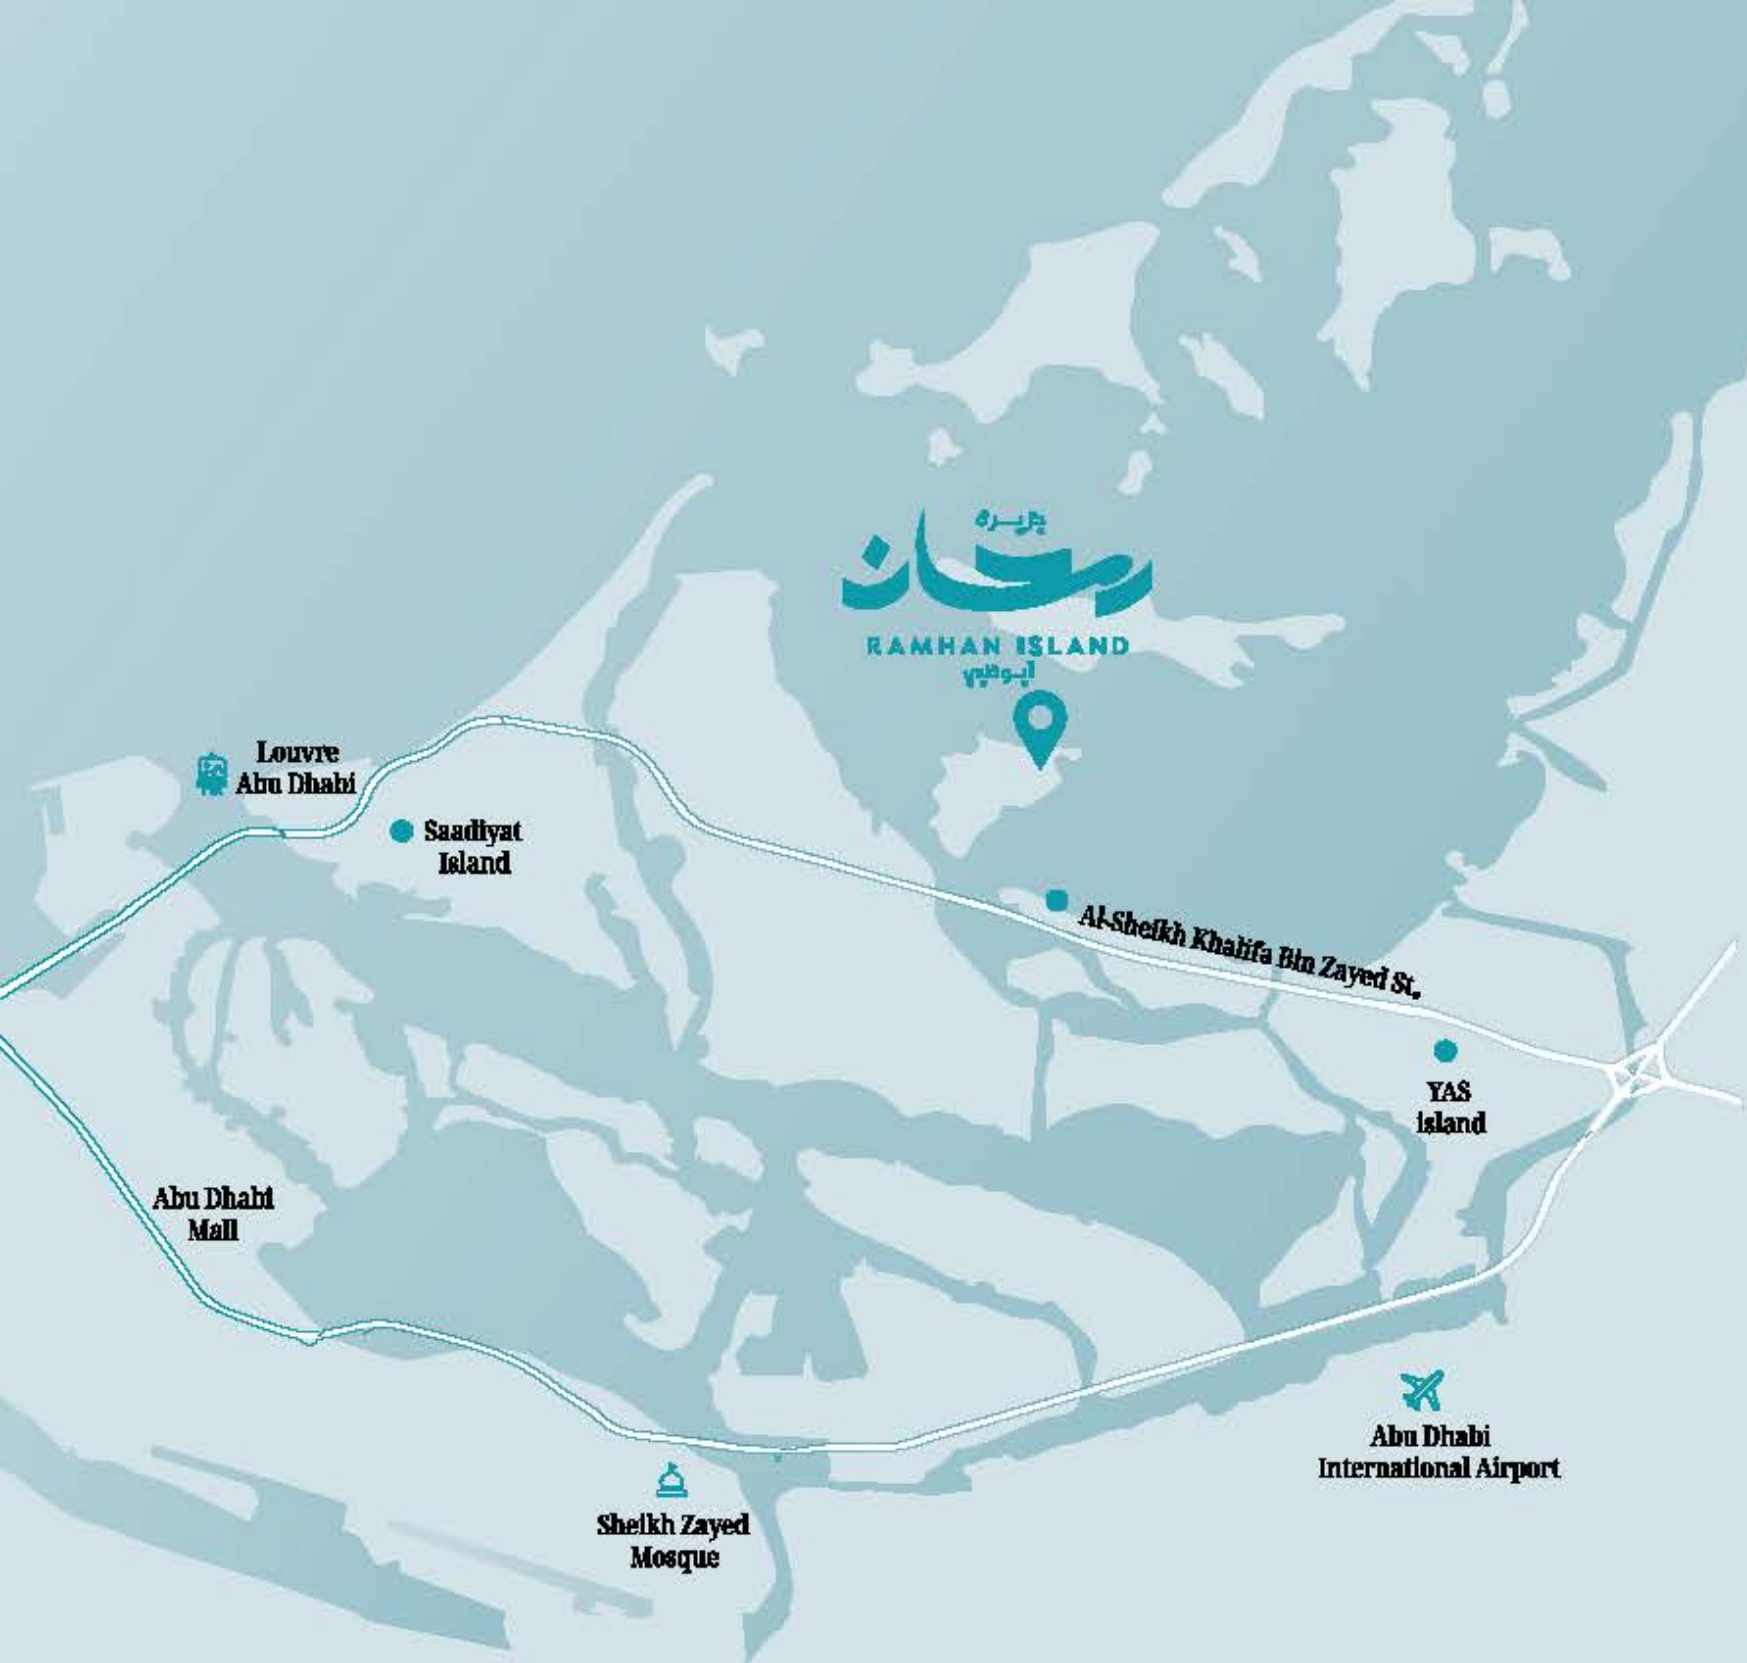 جزيرة
رمحان
RAMHAN ISLAND
أبوظبي
Louvre
Abu Dhabi
Saadiyat
Island
Al-Sheikh Khalifa Bin Zayed St.
YAS
island
Abu Dhabi
Mall
Abu Dhabi
International Airport
Sheikh Zayed
Mosque